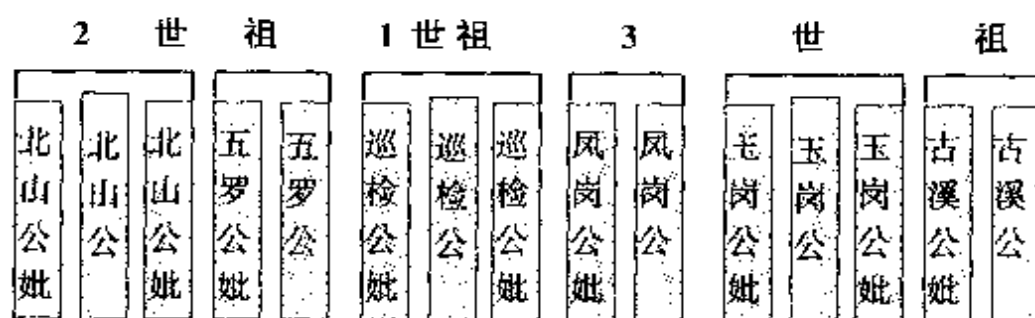 2 世 祖 1 世 祖 3 世 祖
北山公妣
北山公
北山公妣
五罗公妣
五罗公
巡检公妣
巡检公
巡检公妣
凤岗公妣
凤岗公
玉岗公妣
玉岗公
玉岗公妣
古溪公妣
古溪公